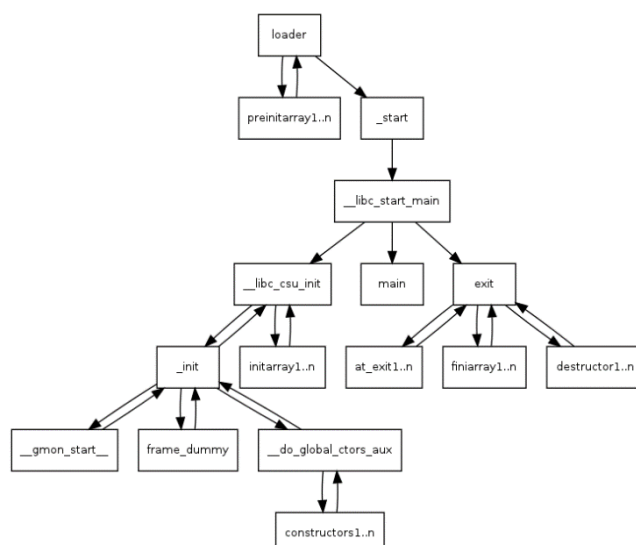 loader
preinitarray1..n
_start
__libc_start_main
__libc_csu_init
main
exit
_init
initarray1..n
at_exit1..n
finiarray1..n
destructor1..n
__gmon_start__
frame_dummy
__do_global_ctors_aux
constructors1..n